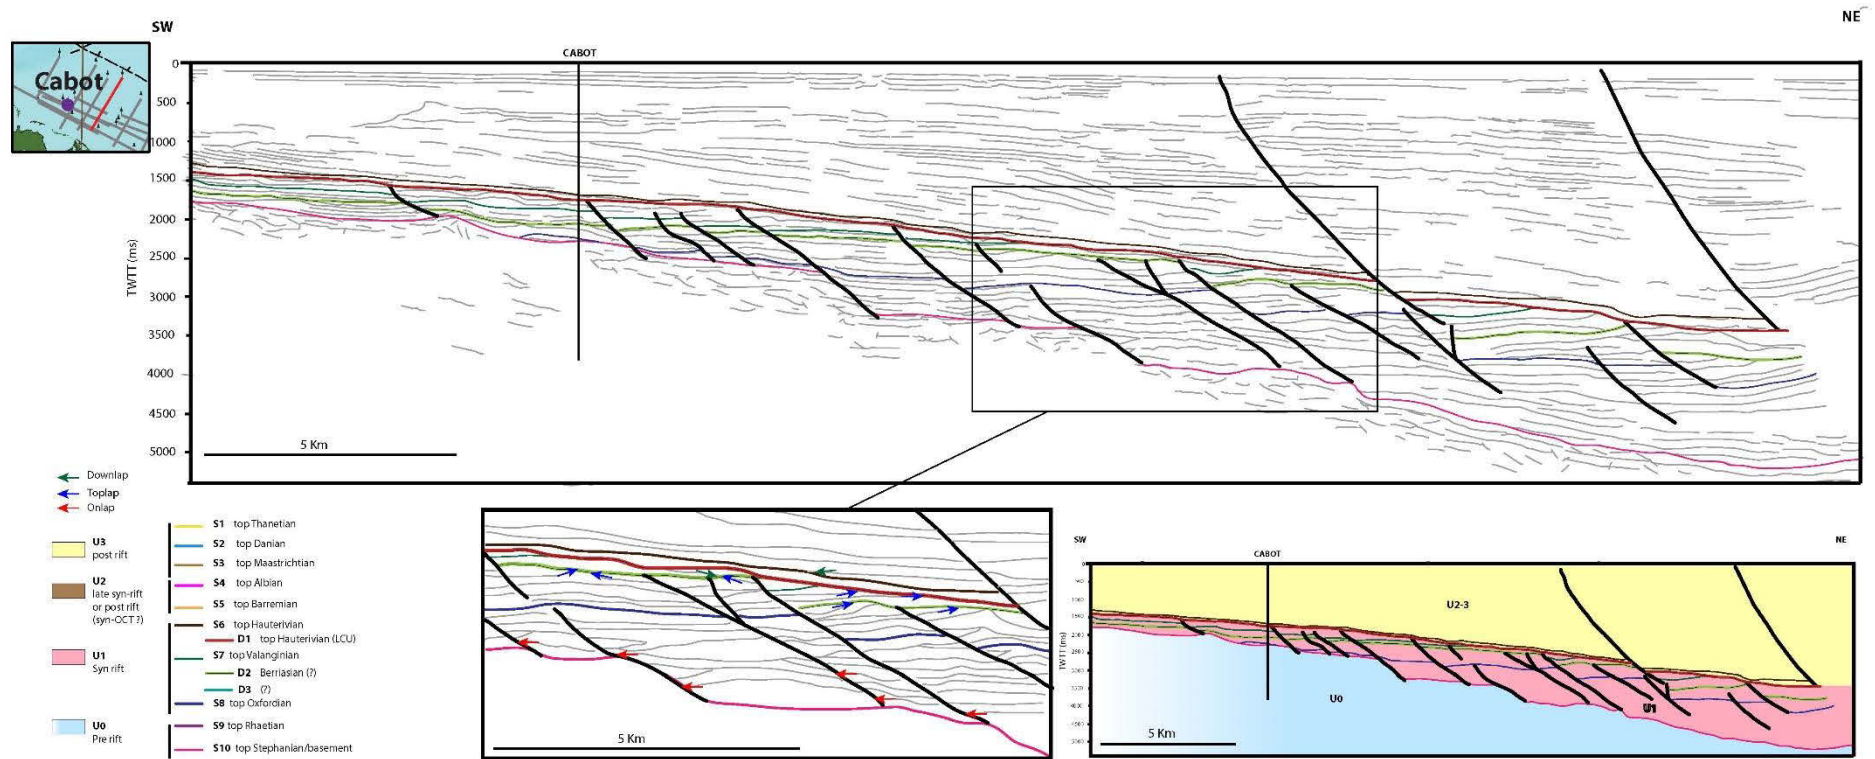 SW
NE
Cabot
CABOT
0
500
1000
1500
2000
2500
3000
3500
4000
4500
5000
TWTT (ms)
5 Km
Downlap
Toplap
Onlap
U3
post rift
U2
late syn-rift
or post rift
(syn-OCT ?)
U1
Syn rift
U0
Pre rift
S1 top Thanetian
S2 top Danian
S3 top Maastrichtian
S4 top Albian
S5 top Barremian
S6 top Hauterivian
D1 top Hauterivian (LCU)
S7 top Valanginian
D2 Berriasian (?)
D3 (?)
S8 top Oxfordian
S9 top Rhaetian
S10 top Stephanian/basement
5 Km
SW
NE
CABOT
U2-3
U0
U1
TWTT (ms)
5 Km